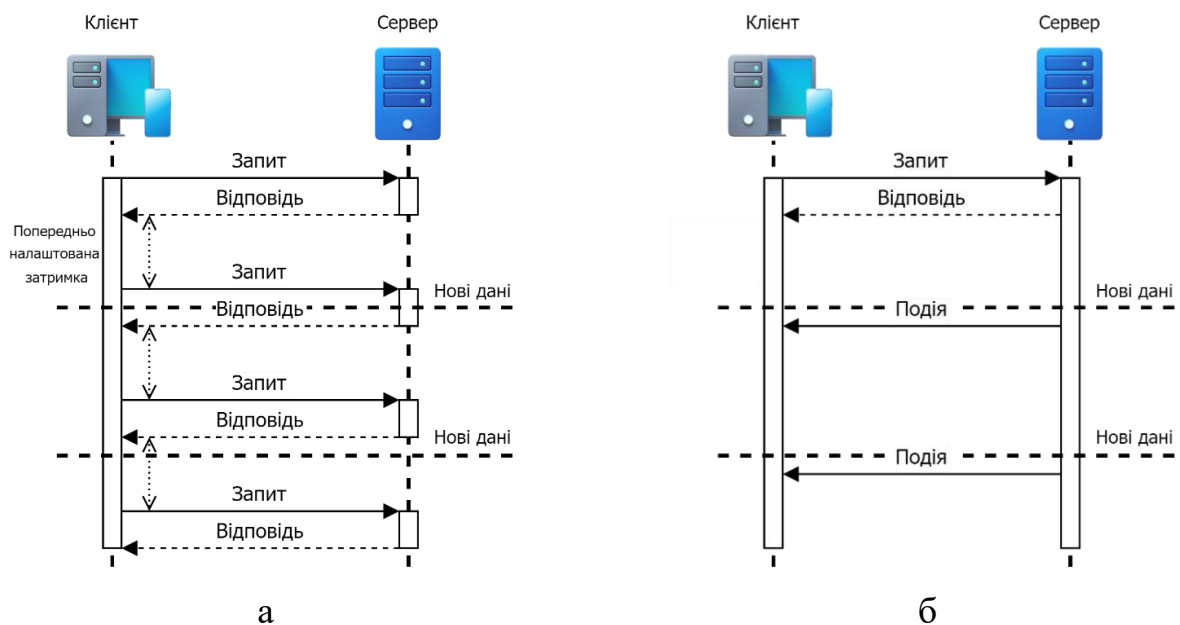 Клієнт
Сервер
Запит
Відповідь
Попередньо
налаштована
затримка
Запит
Нові дані
Відповідь
Запит
Відповідь
Нові дані
Запит
Відповідь
а
Клієнт
Сервер
Запит
Відповідь
Нові дані
Подія
Нові дані
Подія
б